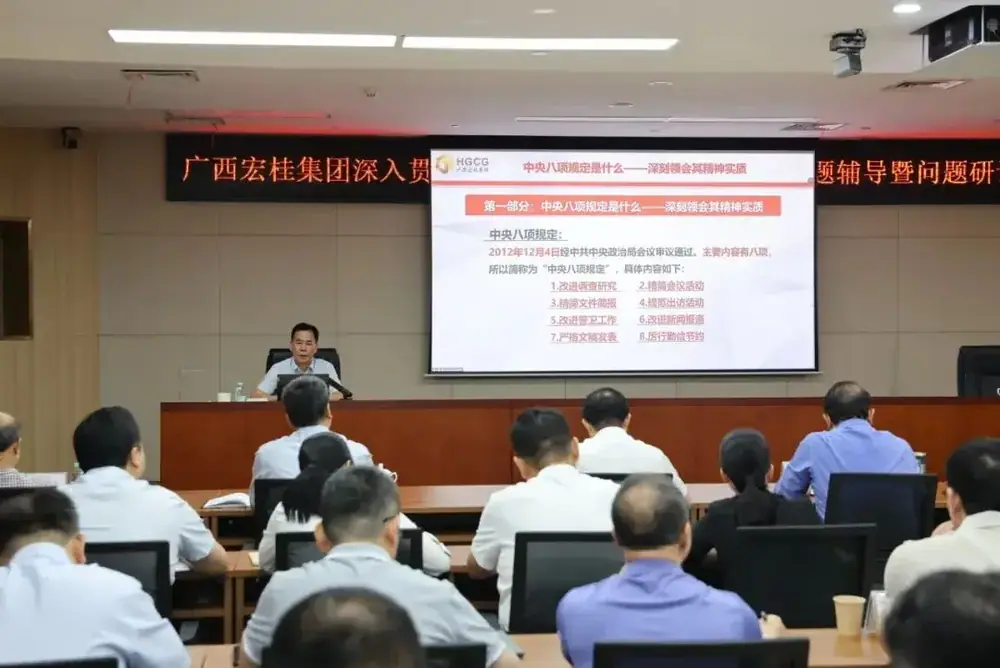 广西宏桂集团深入贯
题辅导暨问题研
HGCG
中央八项规定是什么——深刻领会其精神实质
第一部分：中央八项规定是什么——深刻领会其精神实质
中央八项规定：
2012年12月4日经中共中央政治局会议审议通过。主要内容有八项，
所以简称为“中央八项规定”，具体内容如下：
1.改进调查研究 2.精简会议活动
3.精简文件简报 4.规范出访活动
5.改进警卫工作 6.改进新闻报道
7.严格文稿发表 8.厉行勤俭节约